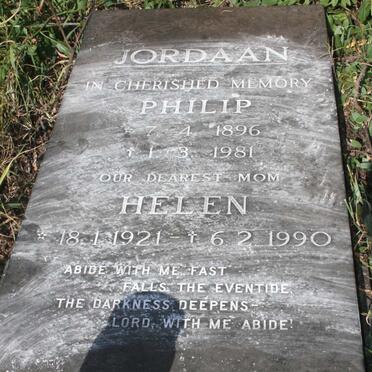 JORDAAN
IN CHERISHED MEMORY
PHILIP
* 7. 4. 1896
† 1. 3. 1981
OUR DEAREST MOM
HELEN
* 18.1.1921 - † 6.2.1990
ABIDE WITH ME, FAST
FALLS THE EVENTIDE,
THE DARKNESS DEEPENS-
LORD, WITH ME ABIDE!